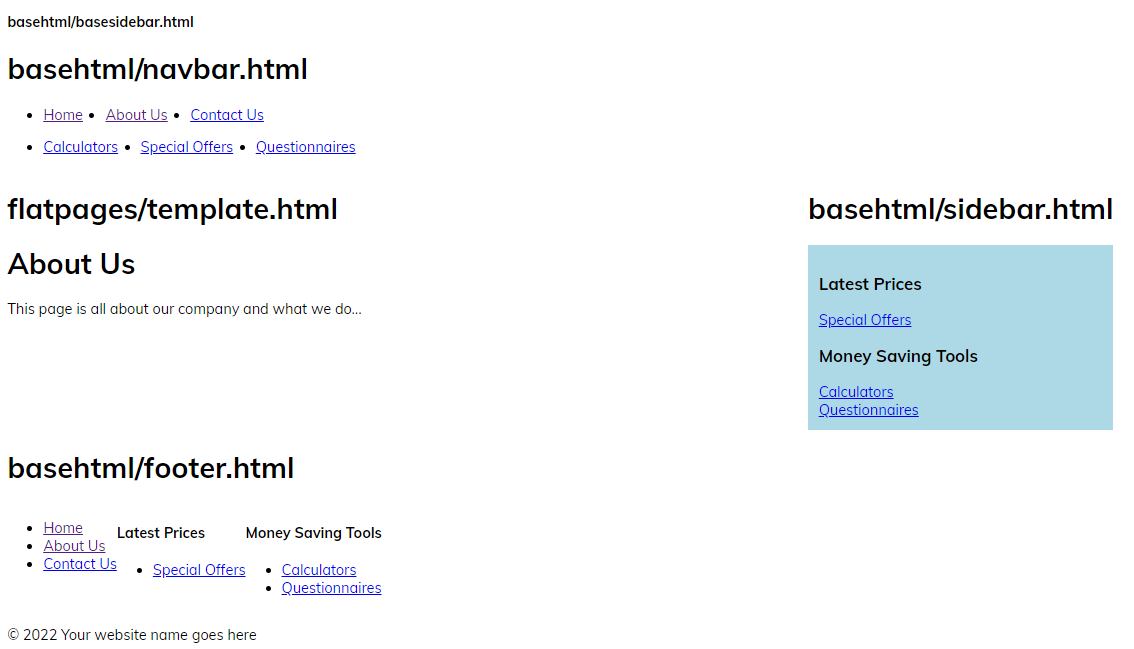 basehtml/basesidebar.html
basehtml/navbar.html
• Home • About Us • Contact Us
• Calculators • Special Offers • Questionnaires
flatpages/template.html
About Us
This page is all about our company and what we do...
basehtml/sidebar.html
Latest Prices
Special Offers
Money Saving Tools
Calculators
Questionnaires
basehtml/footer.html
• Home
• About Us
• Contact Us
Latest Prices
• Special Offers
Money Saving Tools
• Calculators
• Questionnaires
© 2022 Your website name goes here